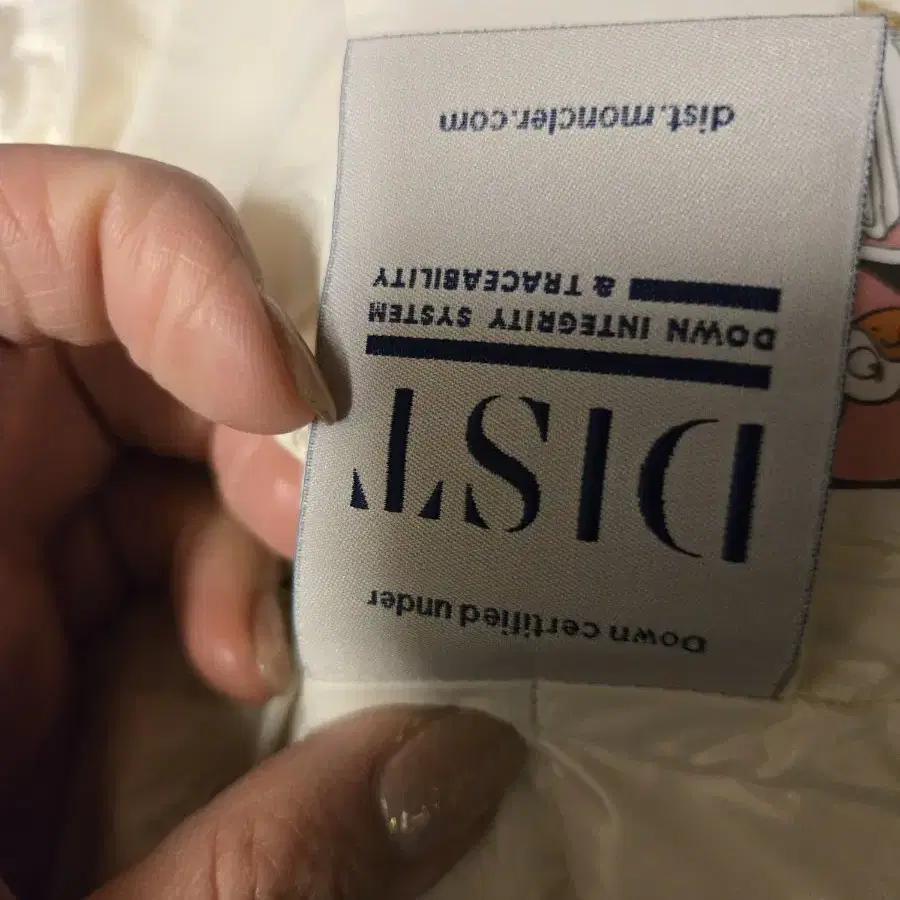 Down certified under
DIST
DOWN INTEGRITY SYSTEM
& TRACEABILITY
dist.moncler.com